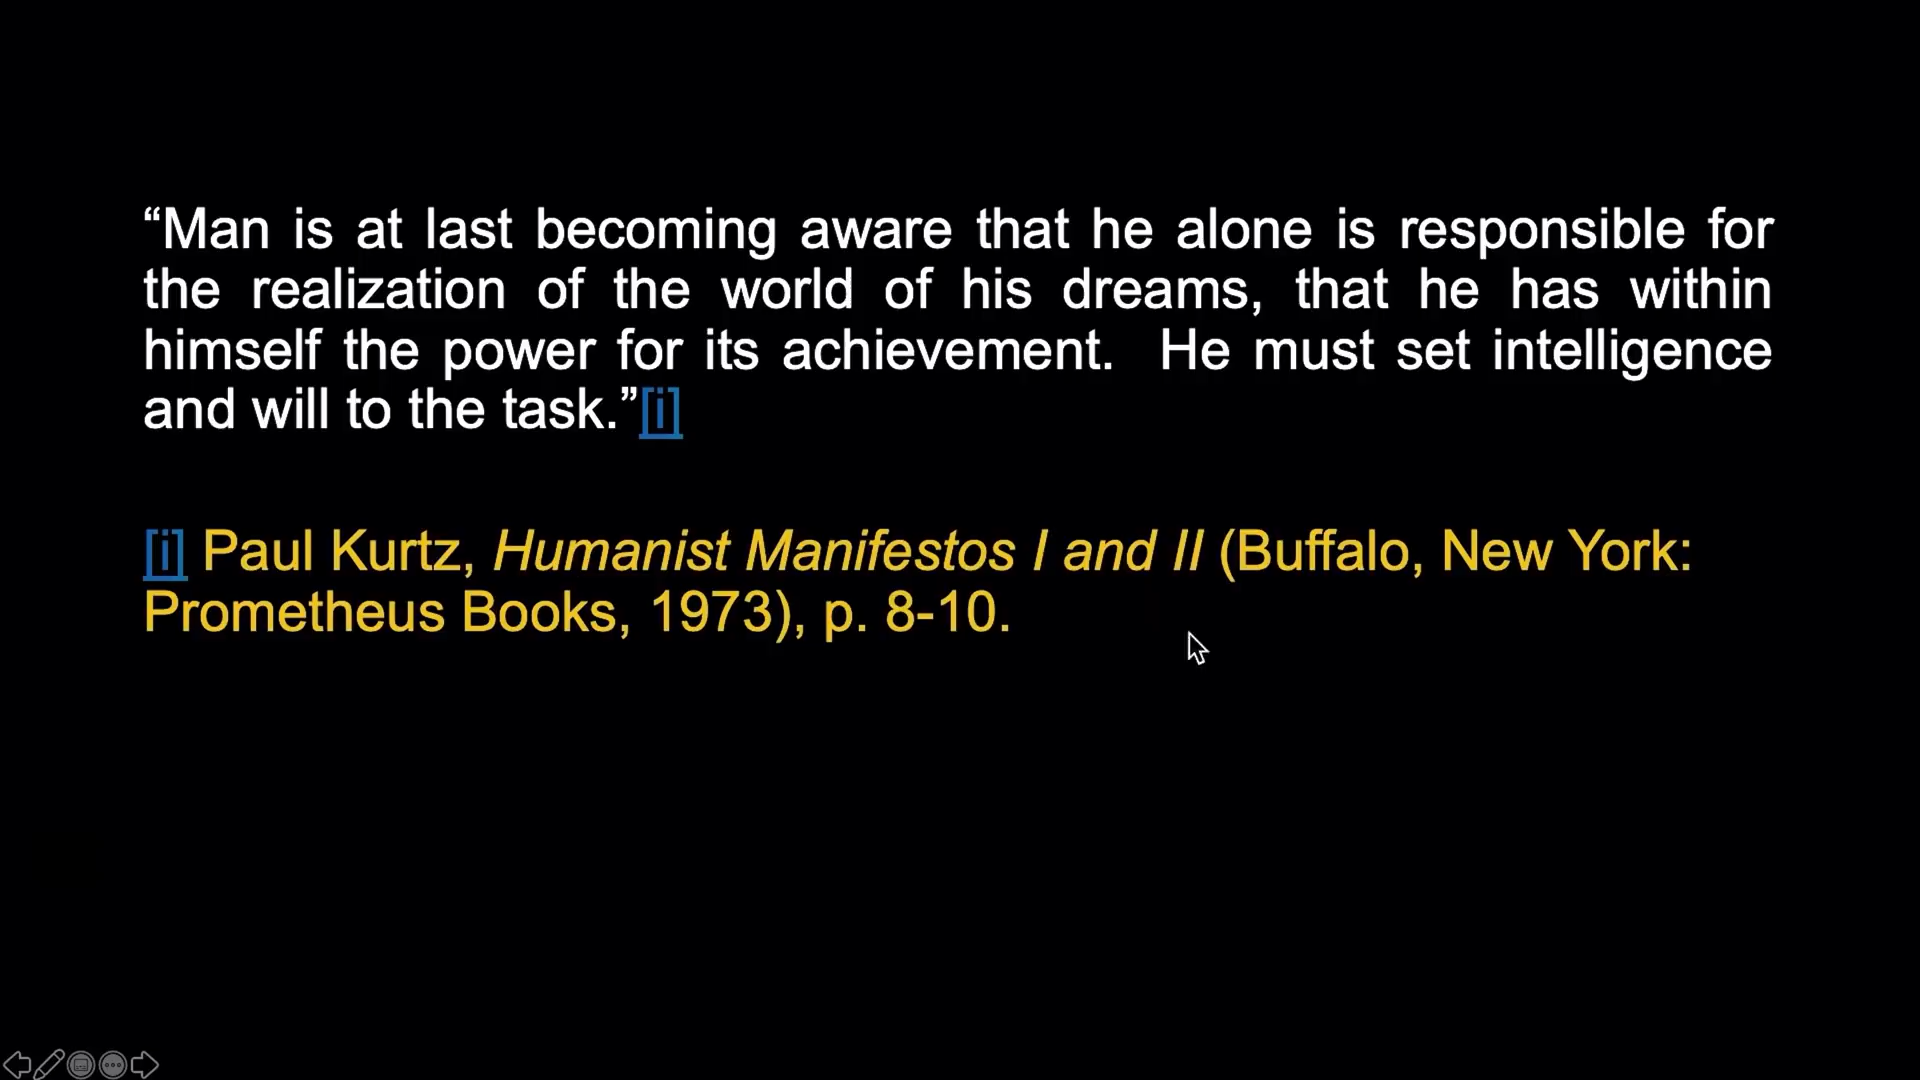 “Man is at last becoming aware that he alone is responsible for
the realization of the world of his dreams, that he has within
himself the power for its achievement.  He must set intelligence
and will to the task.”[i]
[i] Paul Kurtz, Humanist Manifestos I and II (Buffalo, New York:
Prometheus Books, 1973), p. 8-10.